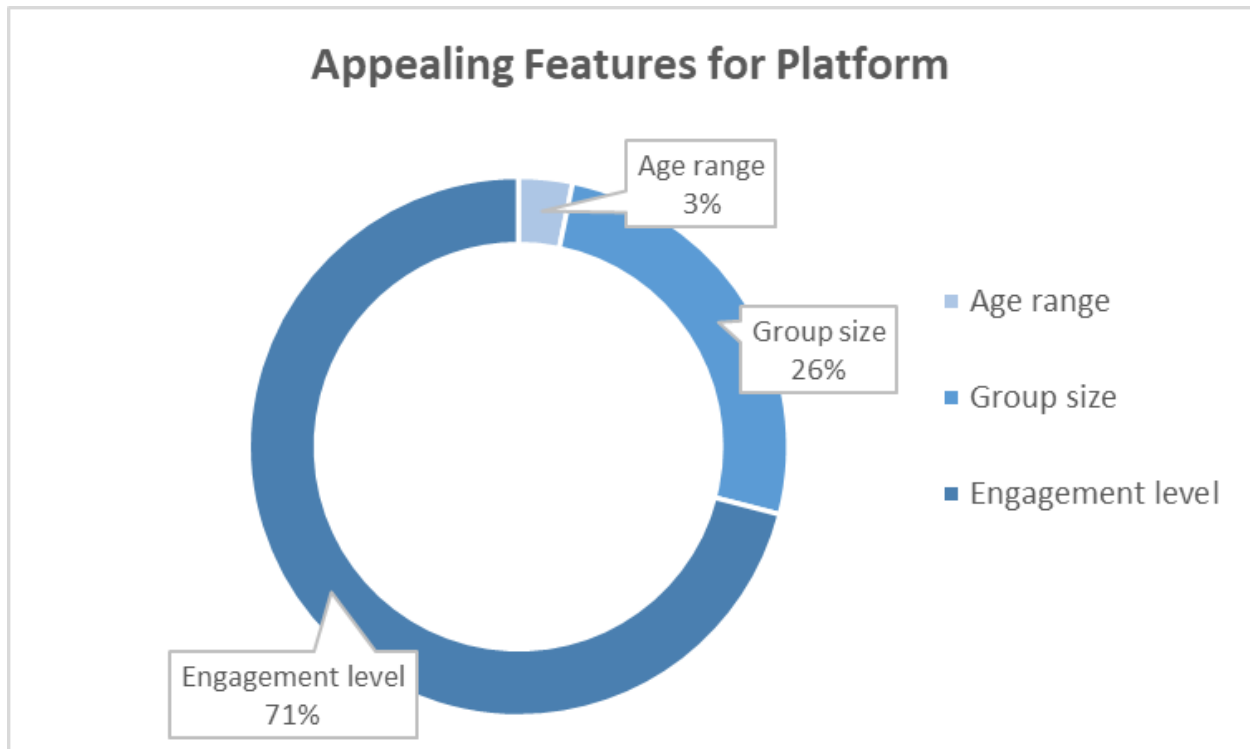 Appealing Features for Platform
Age range
3%
Group size
26%
Engagement level
71%
Age range
Group size
Engagement level